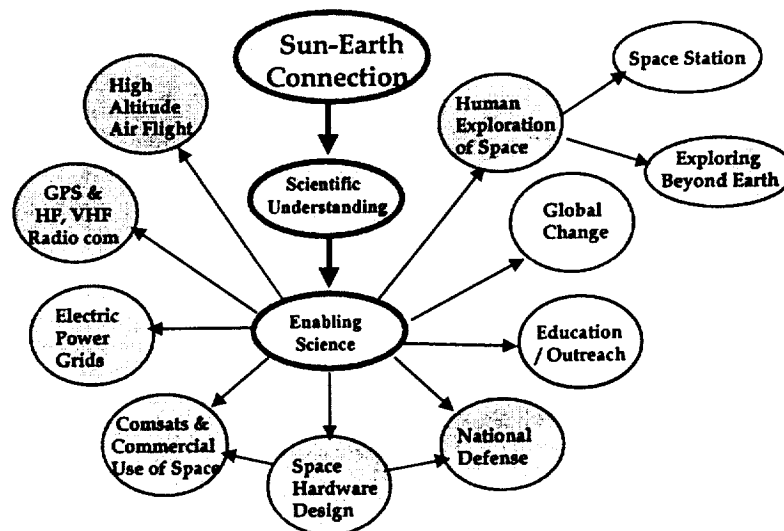 Sun-Earth
Connection
Scientific
Understanding
Enabling
Science
High
Altitude
Air Flight
GPS &
HF, VHF
Radio com
Electric
Power
Grids
Comsats &
Commercial
Use of Space
Space
Hardware
Design
National
Defense
Education
/ Outreach
Global
Change
Human
Exploration
of Space
Space Station
Exploring
Beyond Earth